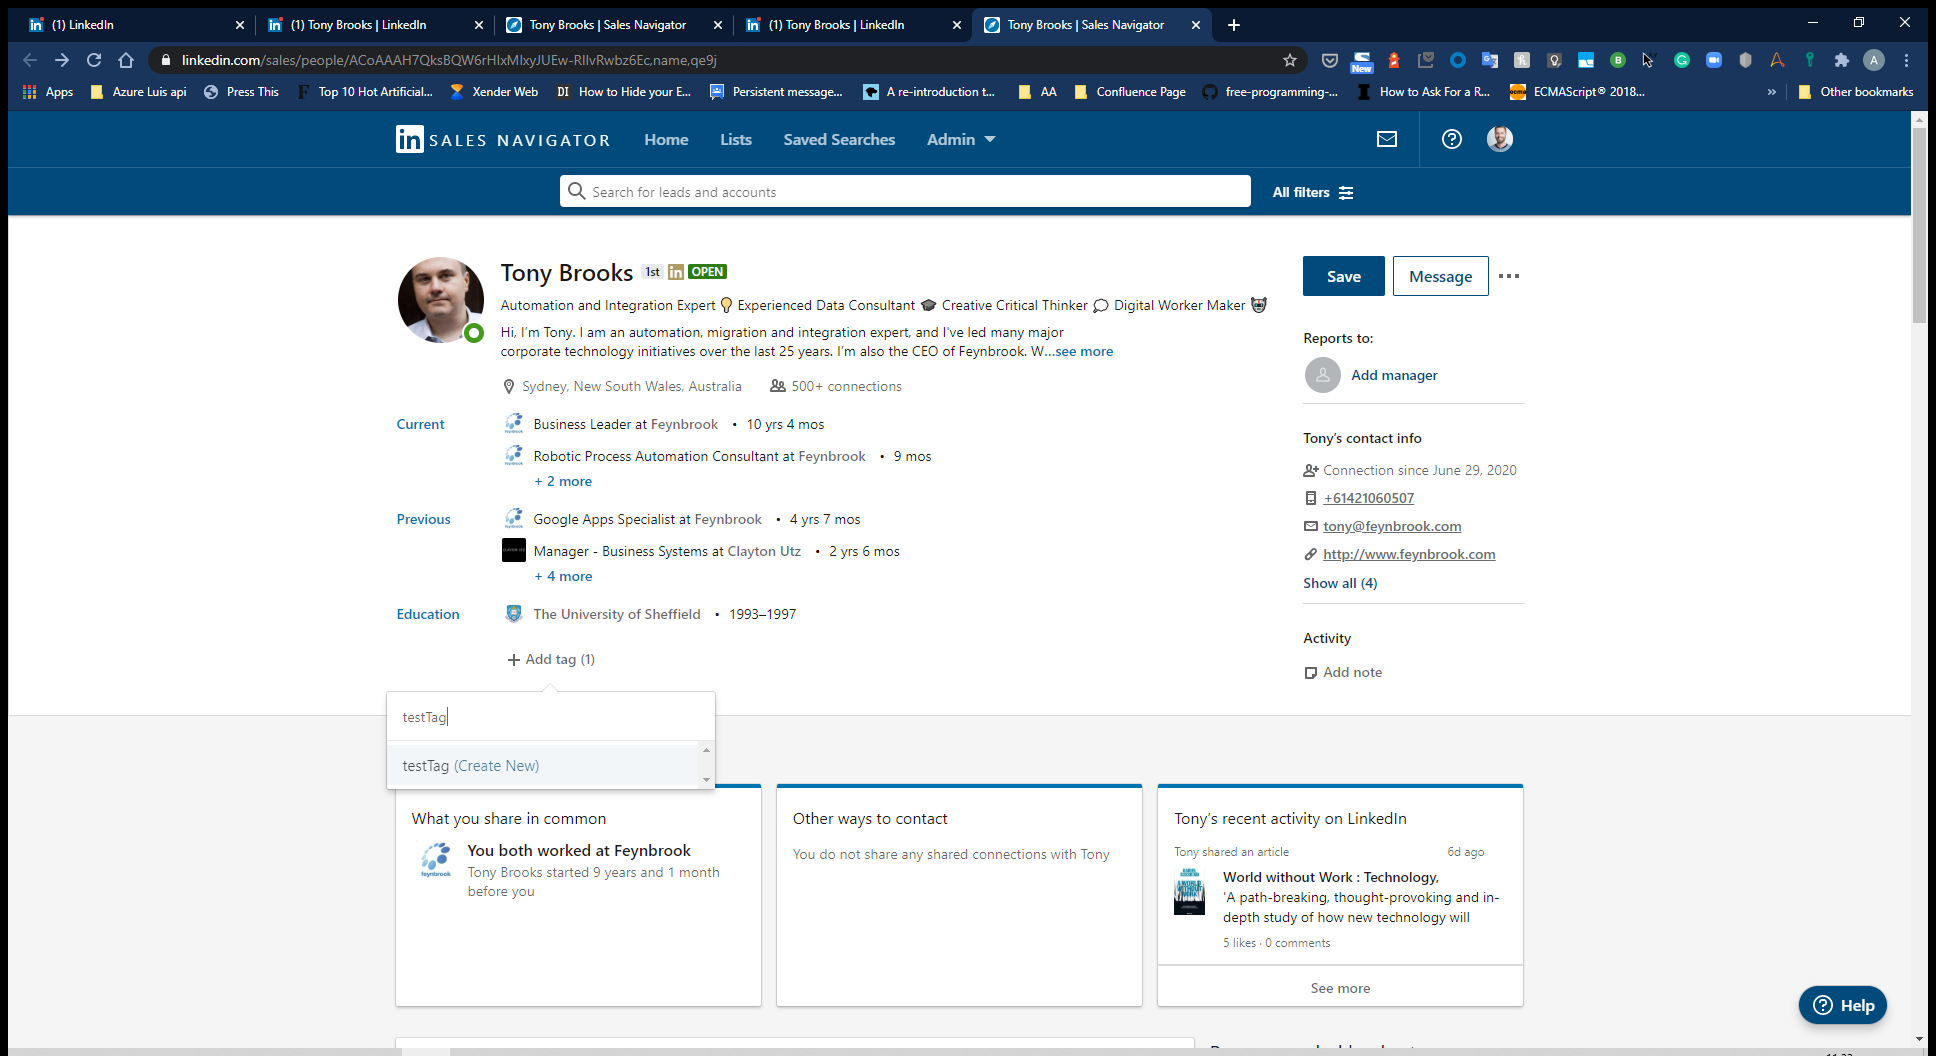 (1) LinkedIn
(1) Tony Brooks | LinkedIn
Tony Brooks | Sales Navigator
(1) Tony Brooks | LinkedIn
Tony Brooks | Sales Navigator
linkedin.com/sales/people/ACoAAAH7QksBQW6rHIxMIxyJUEw-RIlvRwbz6Ec,name,qe9j
New
A
Apps
Azure Luis api
Press This
Top 10 Hot Artificial...
Xender Web
DI How to Hide your E...
Persistent message...
A re-introduction t...
AA
Confluence Page
free-programming-...
How to Ask For a R...
ECMAScript® 2018...
»
Other bookmarks
in SALES NAVIGATOR
Home
Lists
Saved Searches
Admin
Search for leads and accounts
All filters
Tony Brooks 1st in OPEN
Automation and Integration Expert 💡 Experienced Data Consultant 🎓 Creative Critical Thinker 💭 Digital Worker Maker 🤖
Hi, I'm Tony. I am an automation, migration and integration expert, and I've led many major
corporate technology initiatives over the last 25 years. I'm also the CEO of Feynbrook. W...see more
Sydney, New South Wales, Australia
500+ connections
Current
Business Leader at Feynbrook • 10 yrs 4 mos
Robotic Process Automation Consultant at Feynbrook • 9 mos
+ 2 more
Previous
Google Apps Specialist at Feynbrook • 4 yrs 7 mos
Manager - Business Systems at Clayton Utz • 2 yrs 6 mos
+ 4 more
Education
The University of Sheffield • 1993–1997
+ Add tag (1)
testTag
testTag (Create New)
Save
Message
Reports to:
Add manager
Tony's contact info
Connection since June 29, 2020
+61421060507
tony@feynbrook.com
http://www.feynbrook.com
Show all (4)
Activity
Add note
What you share in common
feynbrook
You both worked at Feynbrook
Tony Brooks started 9 years and 1 month
before you
Other ways to contact
You do not share any shared connections with Tony
Tony's recent activity on LinkedIn
Tony shared an article
6d ago
World without Work : Technology,
'A path-breaking, thought-provoking and in-
depth study of how new technology will
5 likes · 0 comments
See more
Help